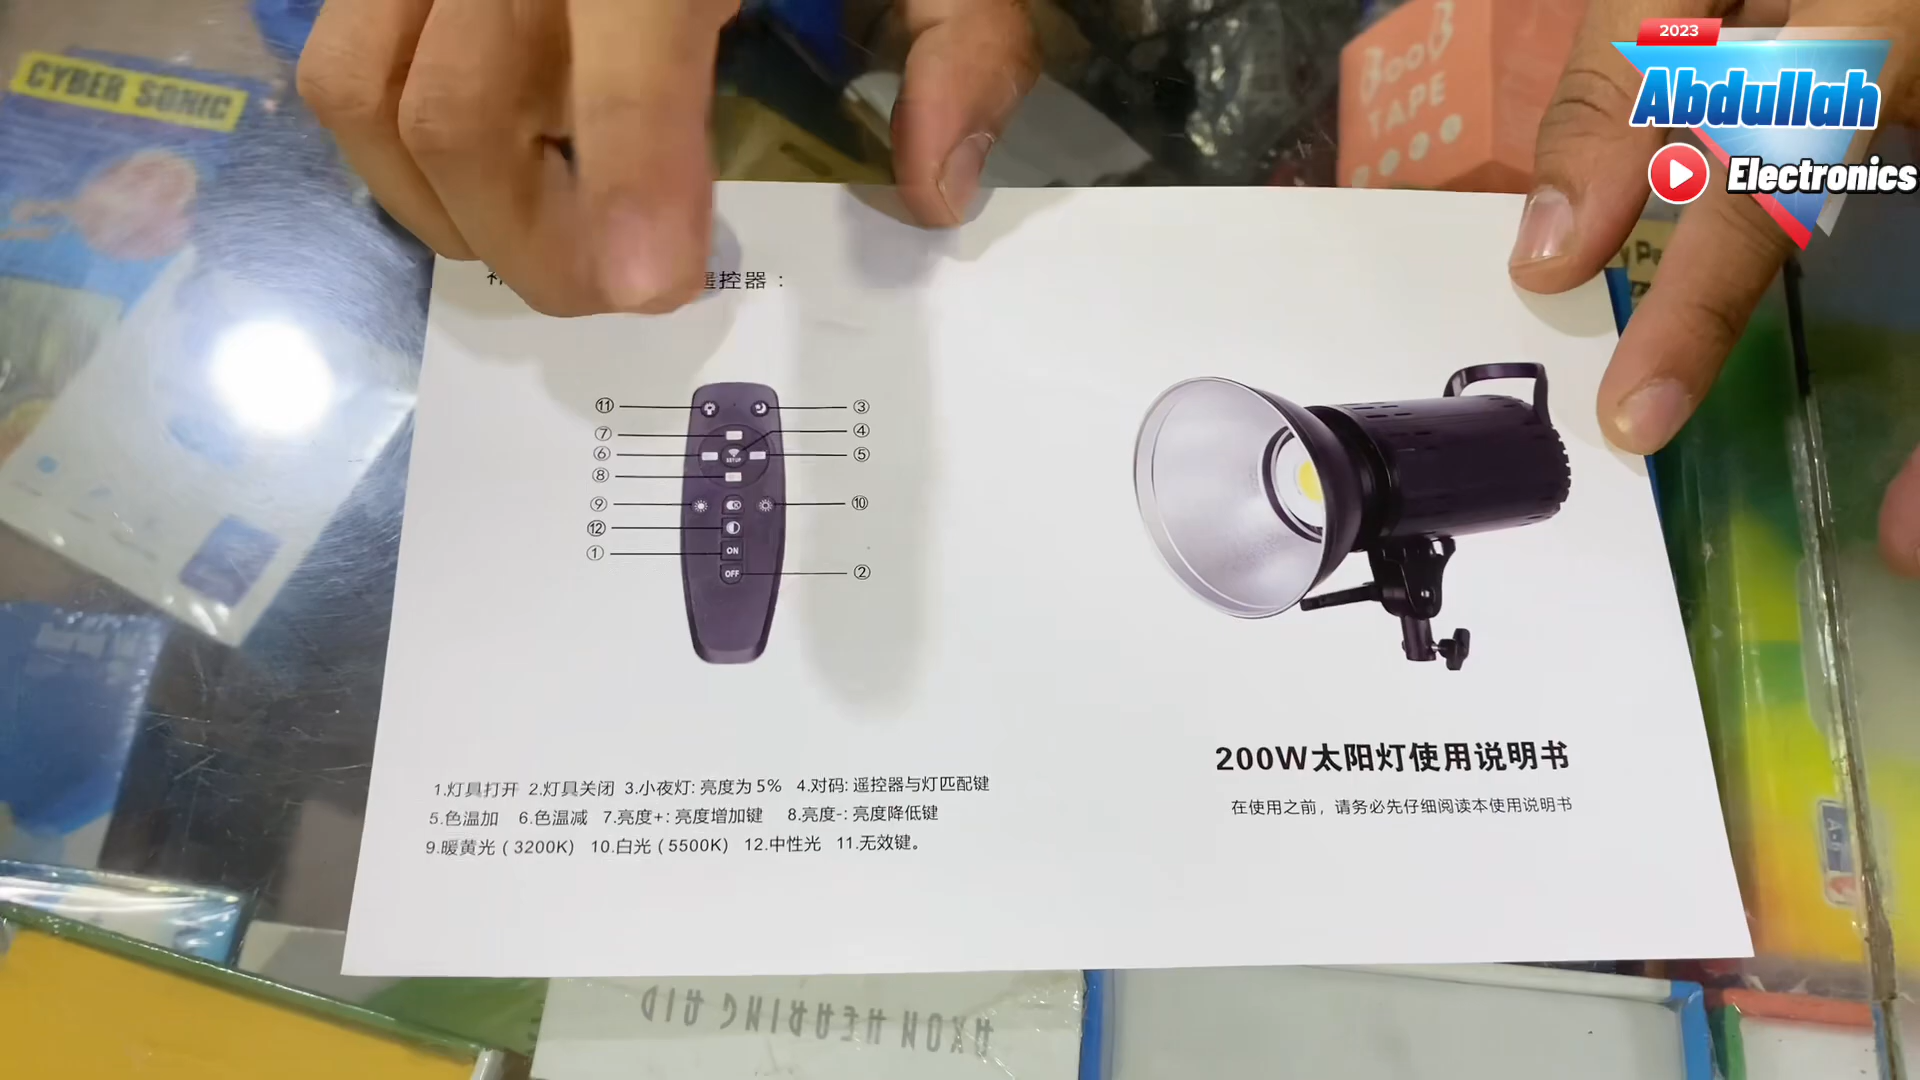 2023
Abdullah
Electronics
CYBER SONIC
BooB
TAPE
遥控器：
⑪
③
⑦
④
⑥
⑤
SETUP
⑧
⑨
⑩
⑫
①
ON
OFF
②
1.灯具打开 2.灯具关闭 3.小夜灯: 亮度为5% 4.对码: 遥控器与灯匹配键
5.色温加 6.色温减 7.亮度+: 亮度增加键 8.亮度-: 亮度降低键
9.暖黄光 ( 3200K) 10.白光 ( 5500K) 12.中性光 11.无效键。
200W太阳灯使用说明书
在使用之前，请务必先仔细阅读本使用说明书
AXON HEARING AID